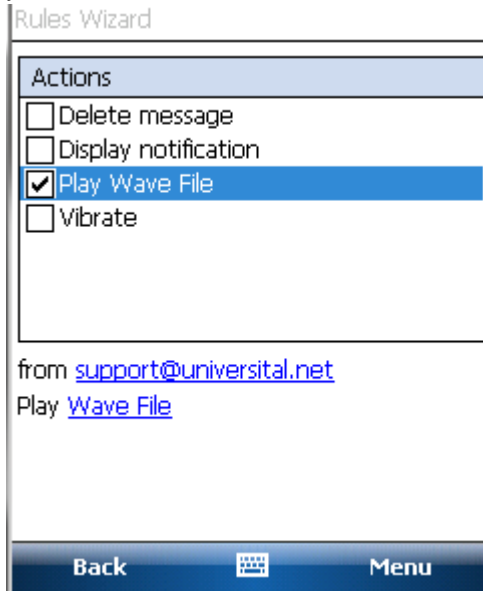 Rules Wizard
Actions
Delete message
Display notification
Play Wave File
Vibrate
from support@universital.net
Play Wave File
Back Menu